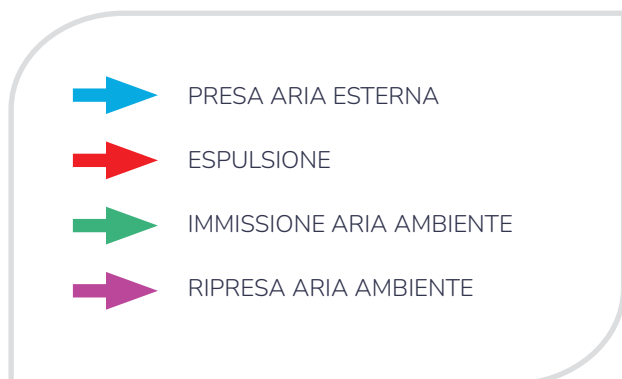 PRESA ARIA ESTERNA
ESPULSIONE
IMMISSIONE ARIA AMBIENTE
RIPRESA ARIA AMBIENTE